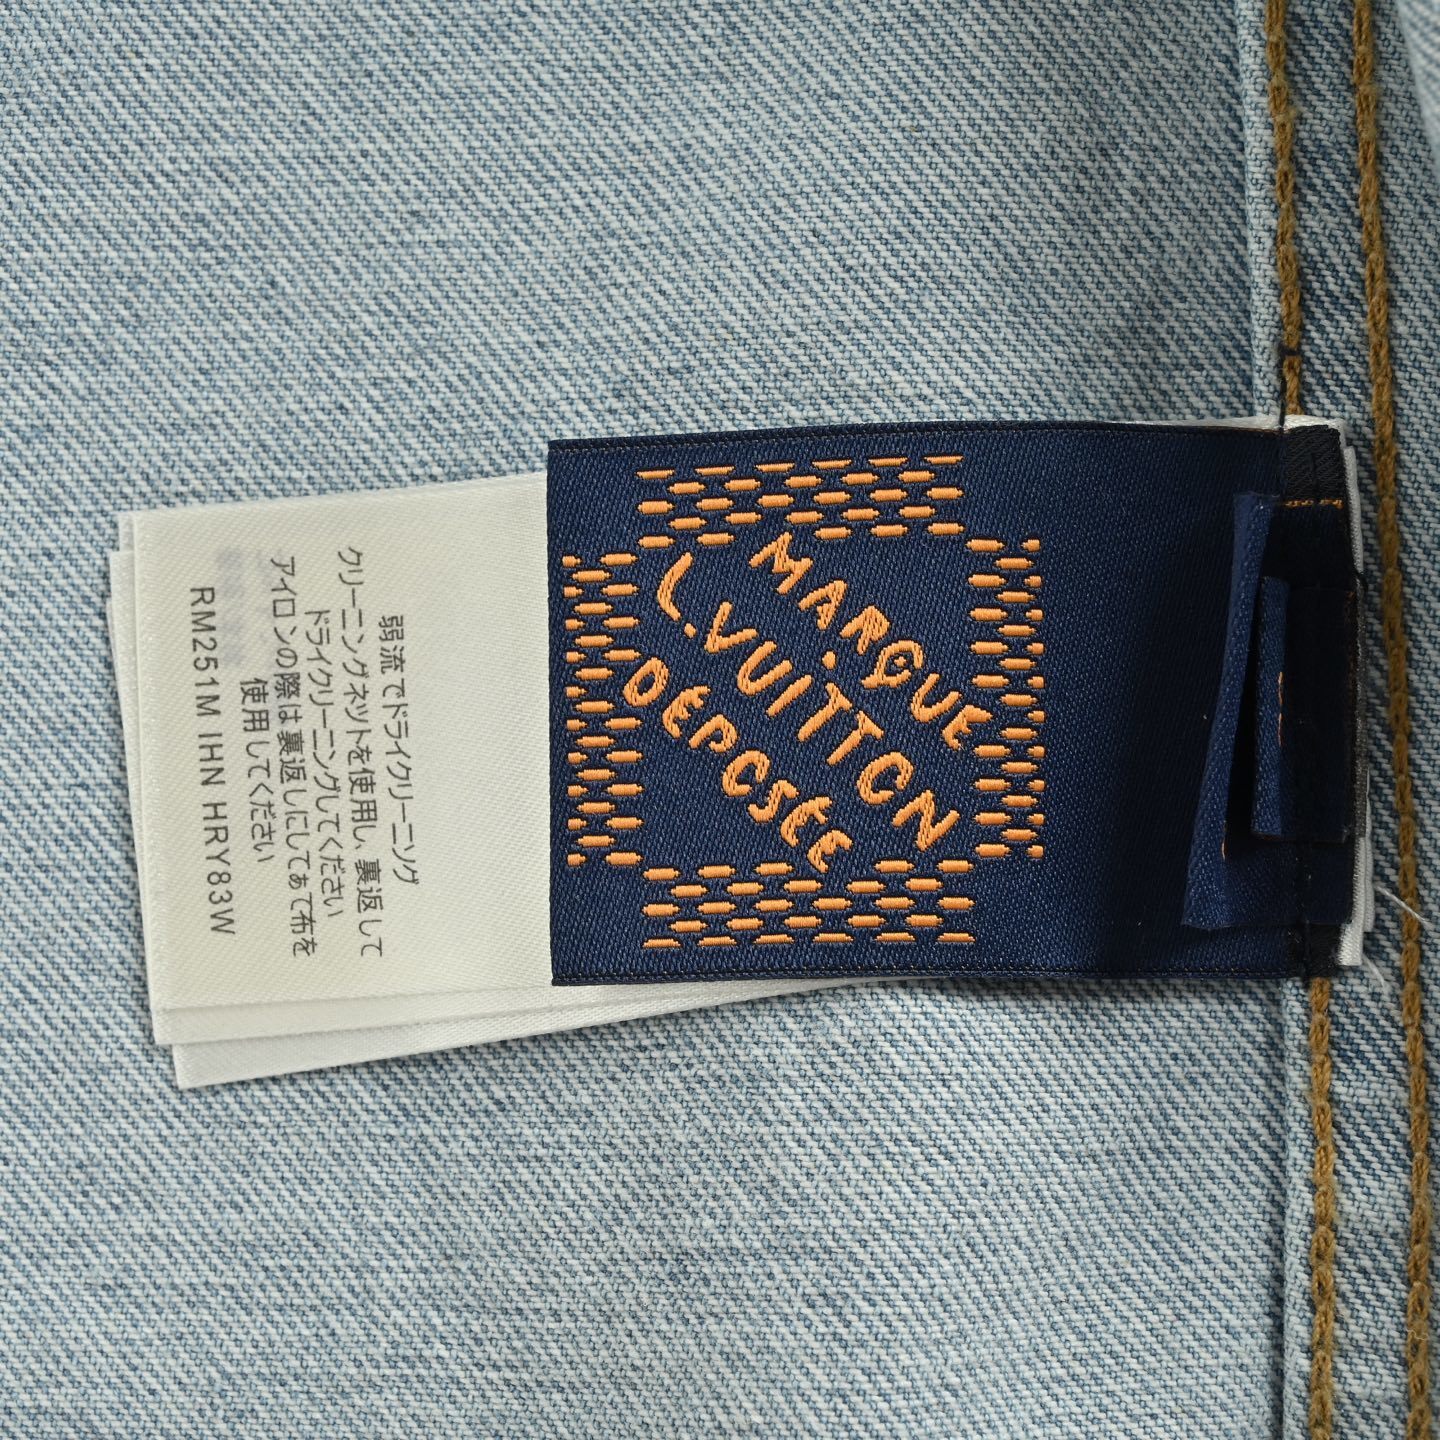 MARQUE
L.VUITTON
DEPOSÉE
弱流でドライクリーニング
クリーニングネットを使用し、裏返して
ドライクリーニングしてください
アイロンの際は裏返しにしてあて布を
使用してください
RM251M IHN HRY83W